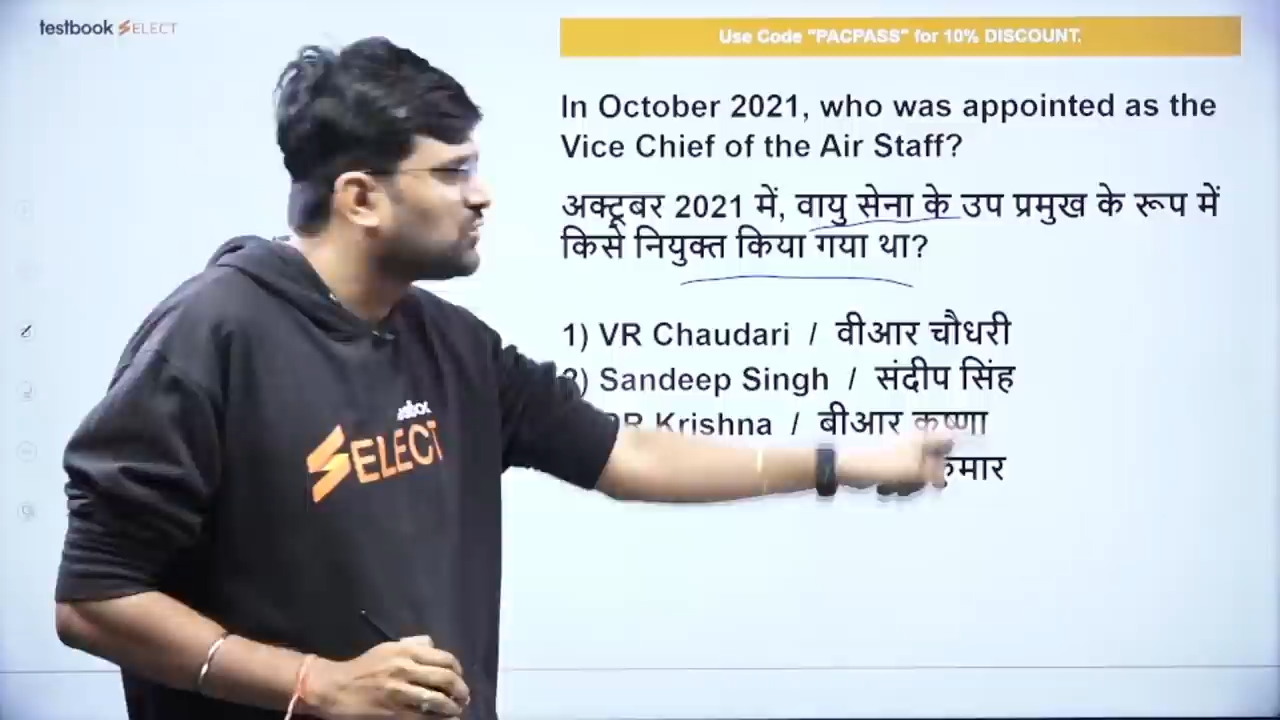 testbook SELECT
Use Code "PACPASS" for 10% DISCOUNT.
In October 2021, who was appointed as the
Vice Chief of the Air Staff?
अक्टूबर 2021 में, वायु सेना के उप प्रमुख के रूप में
किसे नियुक्त किया गया था?
1) VR Chaudari / वीआर चौधरी
2) Sandeep Singh / संदीप सिंह
BR Krishna / बीआर कृष्णा
कुमार
SELECT